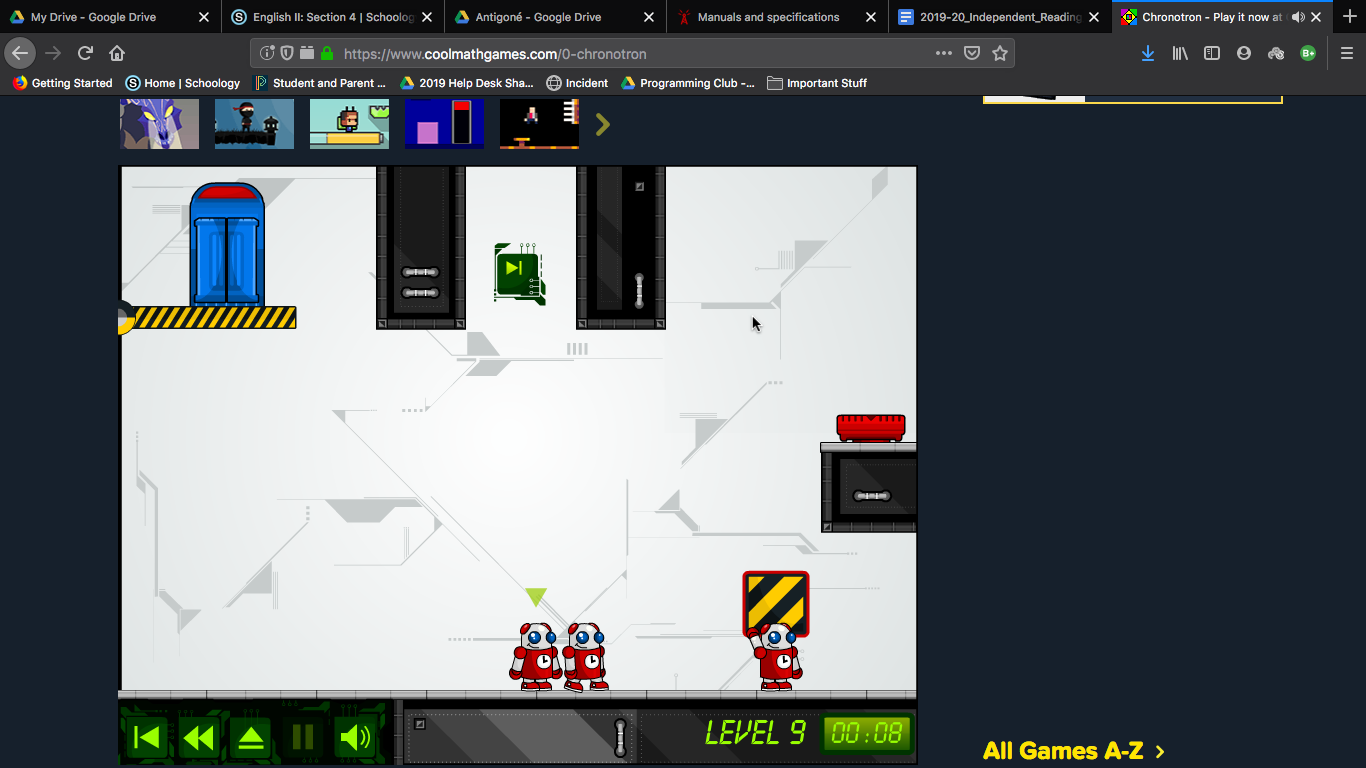 My Drive - Google Drive
English II: Section 4 | Schoolog
Antigoné - Google Drive
Manuals and specifications
2019-20_Independent_Reading
Chronotron - Play it now at
https://www.coolmathgames.com/0-chronotron
Getting Started
Home | Schoology
Student and Parent ...
2019 Help Desk Sha...
Incident
Programming Club -...
Important Stuff
LEVEL 9
00:08
All Games A-Z